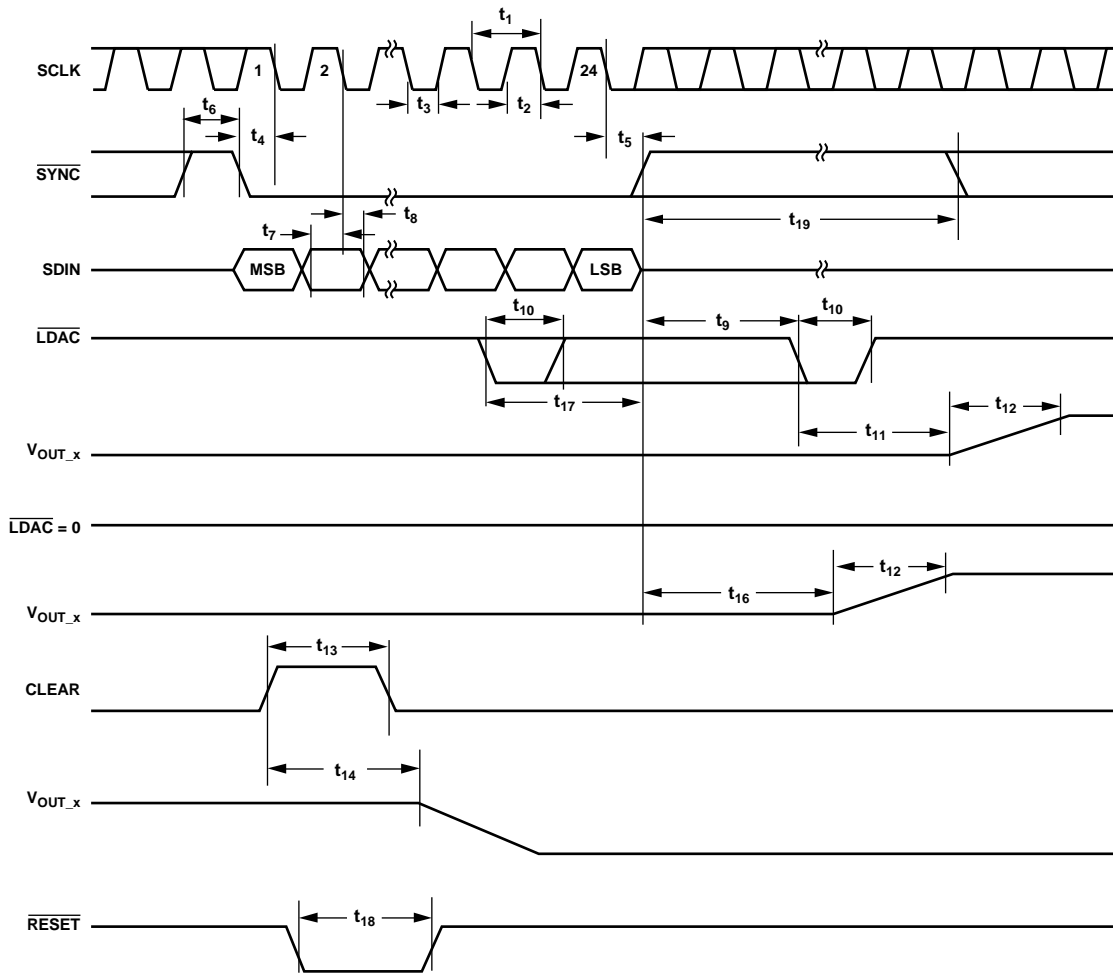 t1
SCLK
1
2
24
t3
t2
t6
t4
t5
SYNC
t19
t8
t7
SDIN
MSB
LSB
t10
t9
t10
LDAC
t17
t12
t11
VOUT_x
LDAC = 0
t12
t16
VOUT_x
t13
CLEAR
t14
VOUT_x
t18
RESET